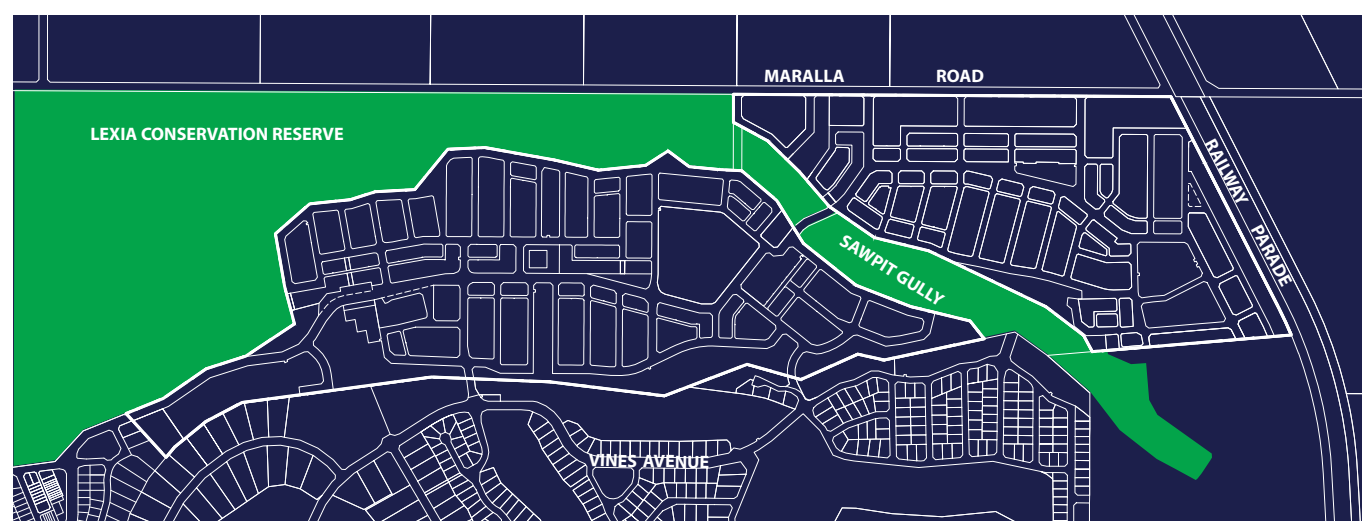 MARALLA ROAD
LEXIA CONSERVATION RESERVE
RAILWAY PARADE
SAWPIT GULLY
VINES AVENUE